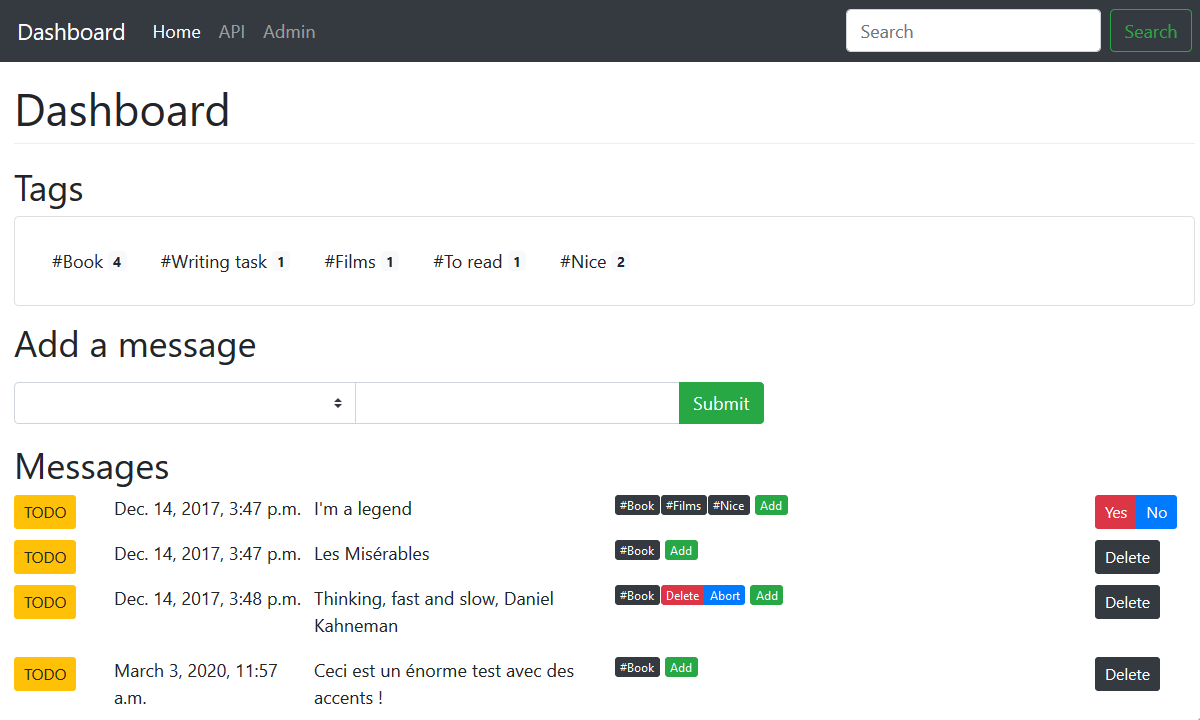 Dashboard Home API Admin Search Search
Dashboard
Tags
#Book 4 #Writing task 1 #Films 1 #To read 1 #Nice 2
Add a message
Submit
Messages
TODO Dec. 14, 2017, 3:47 p.m. I'm a legend #Book #Films #Nice Add Yes No
TODO Dec. 14, 2017, 3:47 p.m. Les Misérables #Book Add Delete
TODO Dec. 14, 2017, 3:48 p.m. Thinking, fast and slow, Daniel #Book Delete Abort Add Delete
Kahneman
TODO March 3, 2020, 11:57 Ceci est un énorme test avec des #Book Add Delete
a.m. accents !